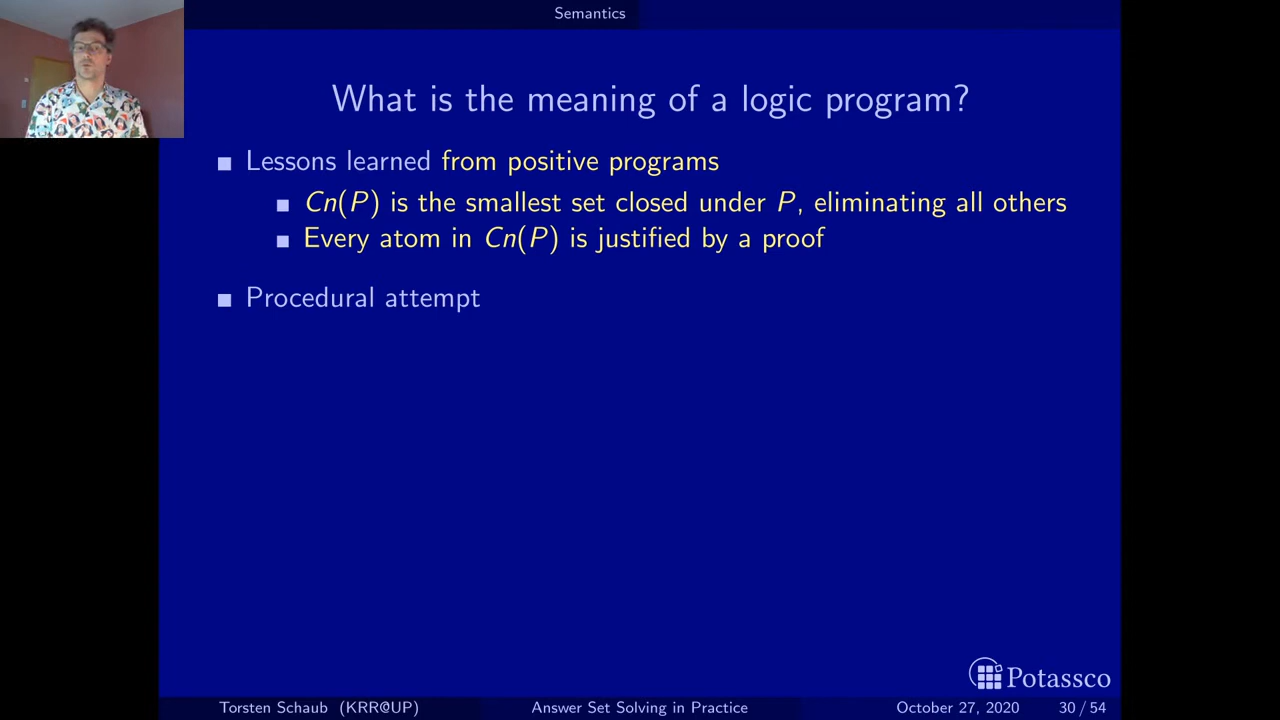 Semantics
What is the meaning of a logic program?
■ Lessons learned from positive programs
■ Cn(P) is the smallest set closed under P, eliminating all others
■ Every atom in Cn(P) is justified by a proof
■ Procedural attempt
Potassco
Torsten Schaub (KRR@UP) Answer Set Solving in Practice October 27, 2020 30 / 54